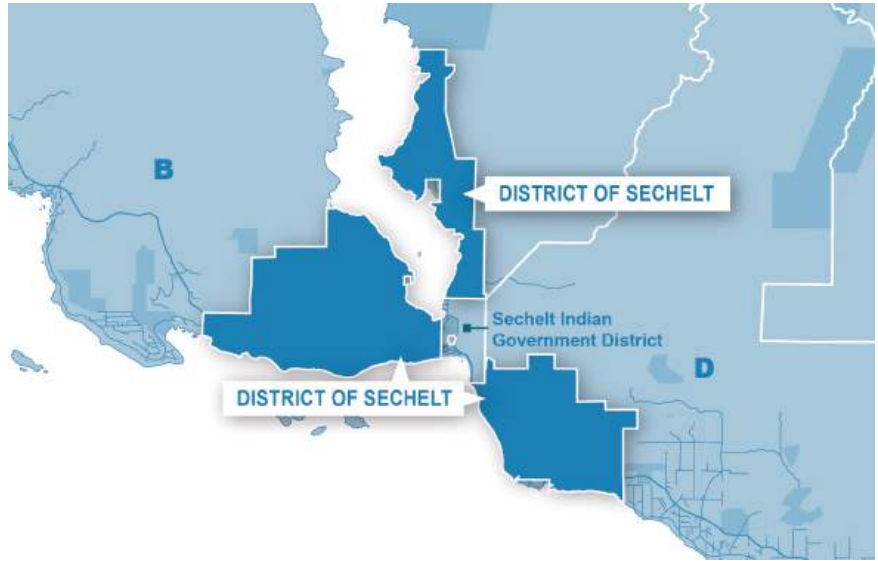 B
DISTRICT OF SECHELT
Sechelt Indian
Government District
D
DISTRICT OF SECHELT